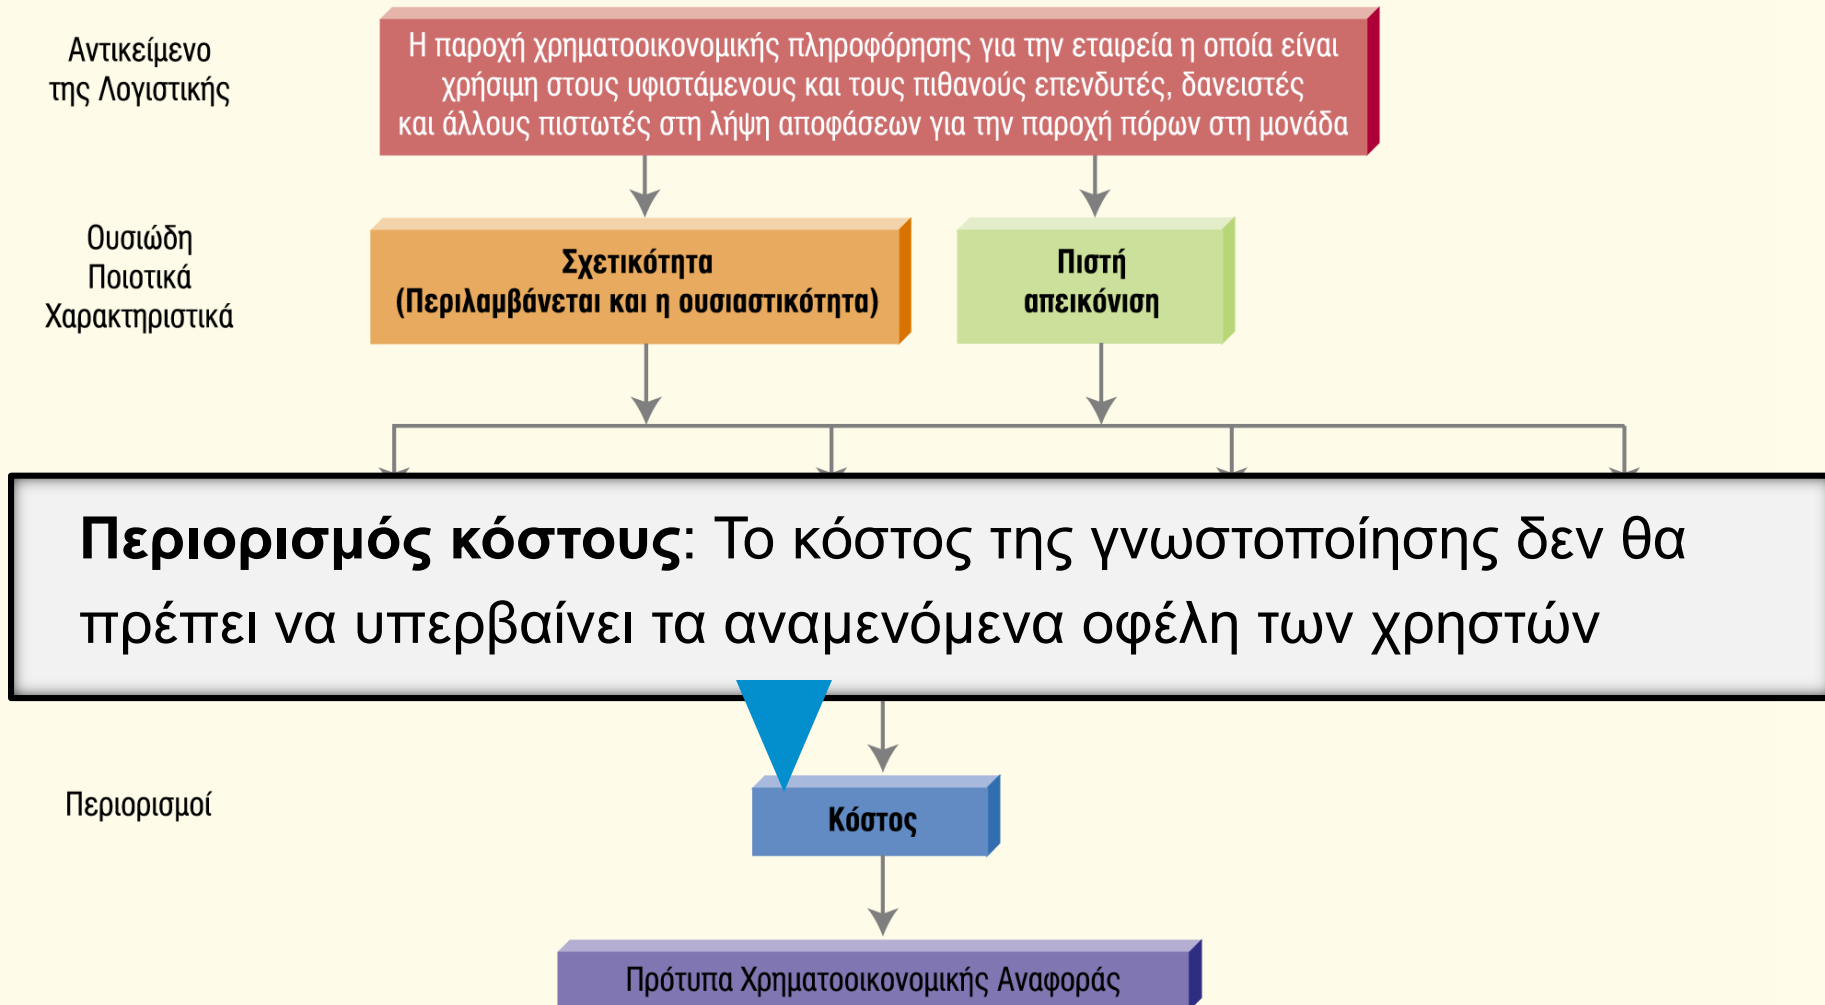 Αντικείμενο
της Λογιστικής
Η παροχή χρηματοοικονομικής πληροφόρησης για την εταιρεία η οποία είναι
χρήσιμη στους υφιστάμενους και τους πιθανούς επενδυτές, δανειστές
και άλλους πιστωτές στη λήψη αποφάσεων για την παροχή πόρων στη μονάδα
Ουσιώδη
Ποιοτικά
Χαρακτηριστικά
Σχετικότητα
(Περιλαμβάνεται και η ουσιαστικότητα)
Πιστή
απεικόνιση
Περιορισμός κόστους: Το κόστος της γνωστοποίησης δεν θα
πρέπει να υπερβαίνει τα αναμενόμενα οφέλη των χρηστών
Περιορισμοί
Κόστος
Πρότυπα Χρηματοοικονομικής Αναφοράς